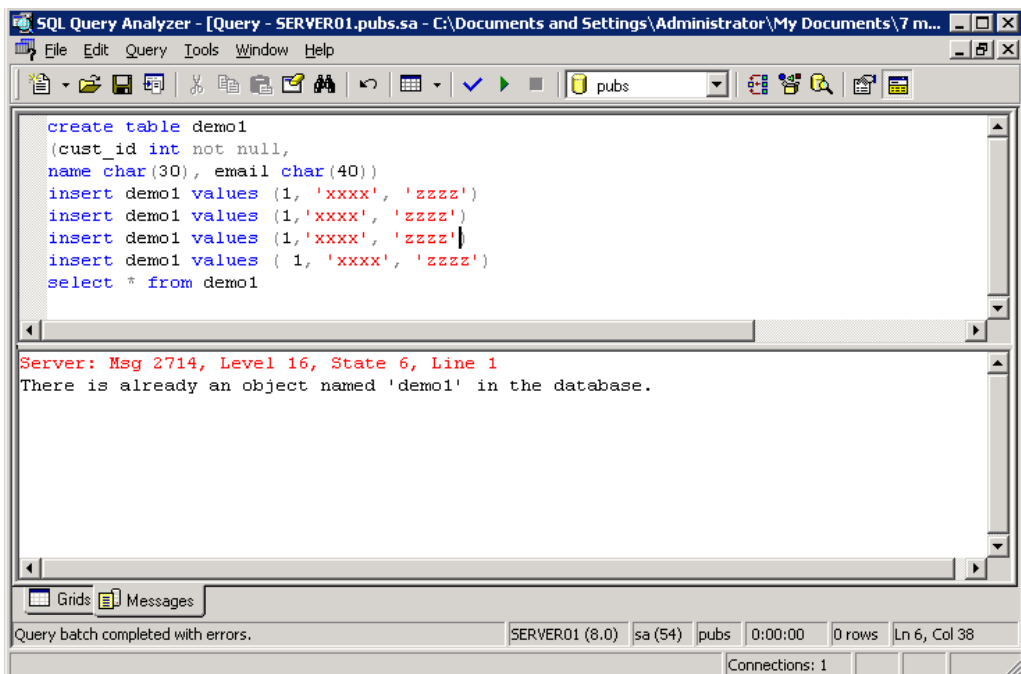 SQL Query Analyzer - [Query - SERVER01.pubs.sa - C:\Documents and Settings\Administrator\My Documents\7 m...
File Edit Query Tools Window Help
pubs
create table demo1
(cust_id int not null,
name char(30), email char(40))
insert demo1 values (1, 'xxxx', 'zzzz')
insert demo1 values (1,'xxxx', 'zzzz')
insert demo1 values (1,'xxxx', 'zzzz')
insert demo1 values ( 1, 'xxxx', 'zzzz')
select * from demo1
Server: Msg 2714, Level 16, State 6, Line 1
There is already an object named 'demo1' in the database.
Grids Messages
Query batch completed with errors. SERVER01 (8.0) sa (54) pubs 0:00:00 0 rows Ln 6, Col 38
Connections: 1